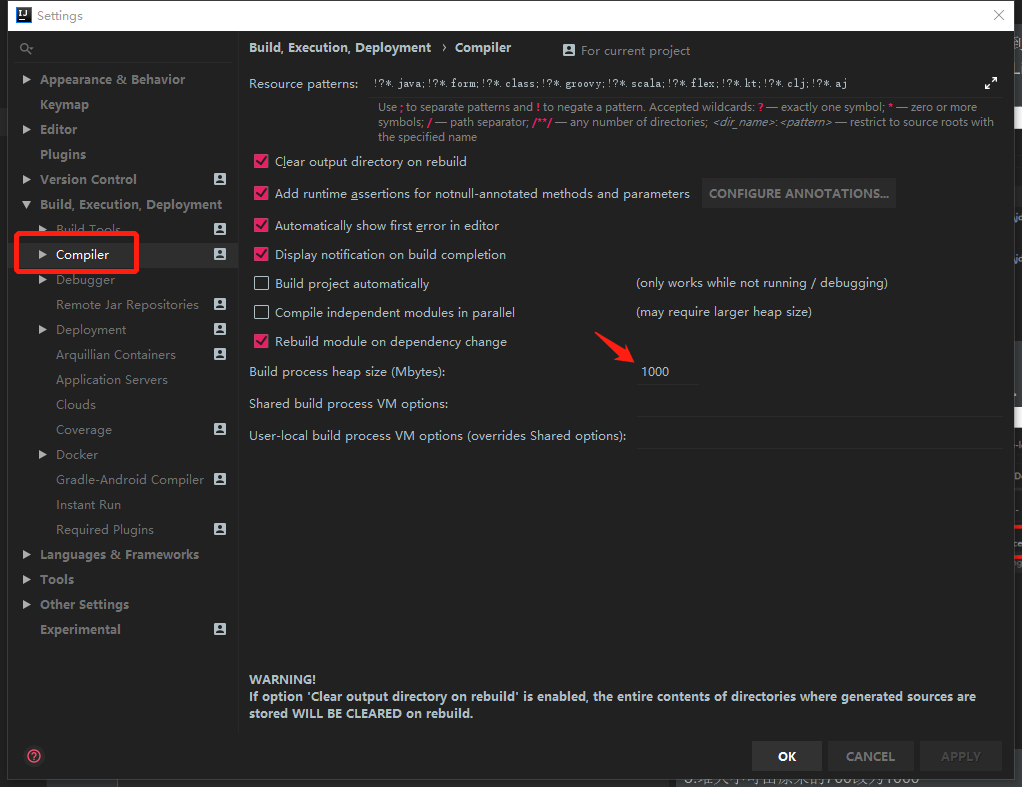 Settings
Build, Execution, Deployment › Compiler
For current project
Appearance & Behavior
Keymap
Editor
Plugins
Version Control
Build, Execution, Deployment
Build Tools
Compiler
Debugger
Remote Jar Repositories
Deployment
Arquillian Containers
Application Servers
Clouds
Coverage
Docker
Gradle-Android Compiler
Instant Run
Required Plugins
Languages & Frameworks
Tools
Other Settings
Experimental
Resource patterns: !?*.java;!?*.form;!?*.class;!?*.groovy;!?*.scala;!?*.flex;!?*.kt;!?*.clj;!?*.aj
Use ; to separate patterns and ! to negate a pattern. Accepted wildcards: ? — exactly one symbol; * — zero or more
symbols; / — path separator; /**/ — any number of directories; <dir_name>:<pattern> — restrict to source roots with
the specified name
Clear output directory on rebuild
Add runtime assertions for notnull-annotated methods and parameters CONFIGURE ANNOTATIONS...
Automatically show first error in editor
Display notification on build completion
Build project automatically (only works while not running / debugging)
Compile independent modules in parallel (may require larger heap size)
Rebuild module on dependency change
Build process heap size (Mbytes): 1000
Shared build process VM options:
User-local build process VM options (overrides Shared options):
WARNING!
If option 'Clear output directory on rebuild' is enabled, the entire contents of directories where generated sources are
stored WILL BE CLEARED on rebuild.
OK CANCEL APPLY